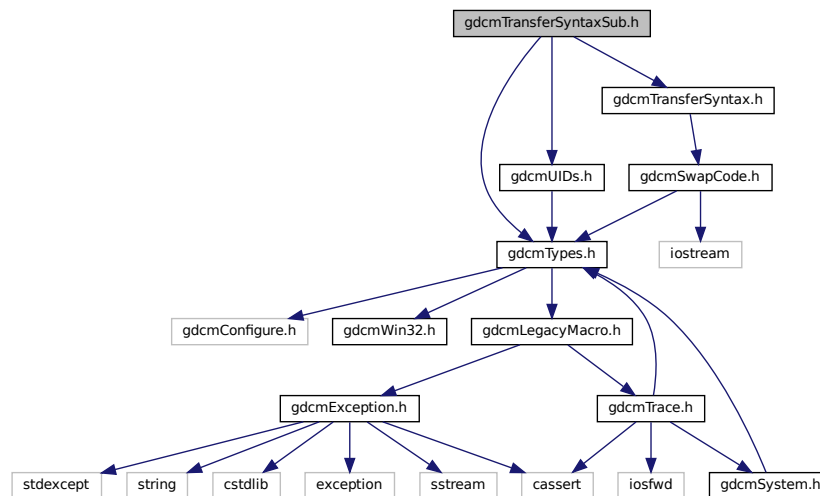 gdcmTransferSyntaxSub.h
gdcmTransferSyntax.h
gdcmUIDs.h
gdcmSwapCode.h
gdcmTypes.h
iostream
gdcmConfigure.h
gdcmWin32.h
gdcmLegacyMacro.h
gdcmException.h
gdcmTrace.h
stdexcept
string
cstdlib
exception
sstream
cassert
iosfwd
gdcmSystem.h